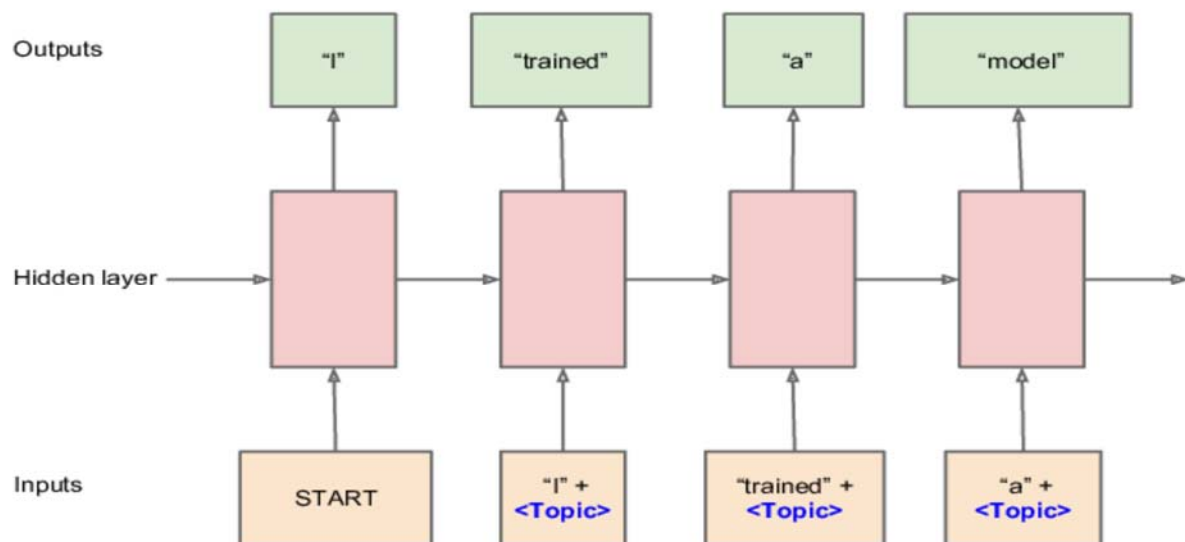 Outputs
“I”
“trained”
“a”
“model”
Hidden layer
Inputs
START
“I” +
<Topic>
“trained” +
<Topic>
“a” +
<Topic>